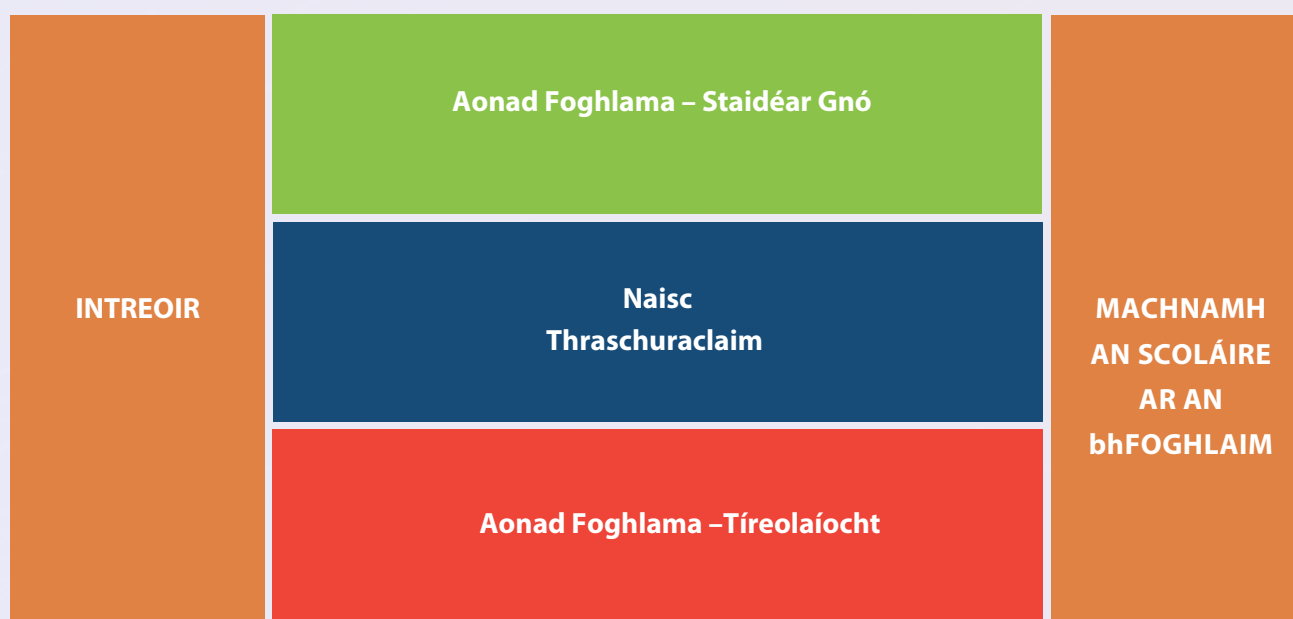 INTREOIR
Aonad Foghlama – Staidéar Gnó
Naisc
Thraschuraclaim
Aonad Foghlama –Tíreolaíocht
MACHNAMH
AN SCOLÁIRE
AR AN
bhFOGHLAIM